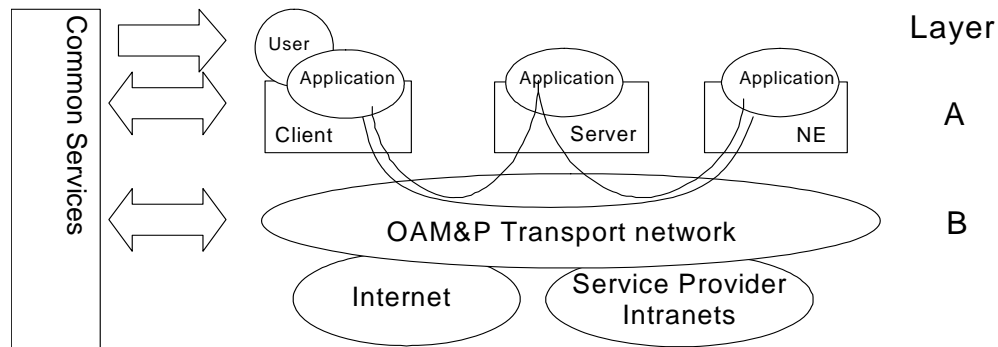 Common Services
User
Layer
Application
Application
Application
Client
Server
NE
A
OAM&P Transport network
B
Internet
Service Provider
Intranets